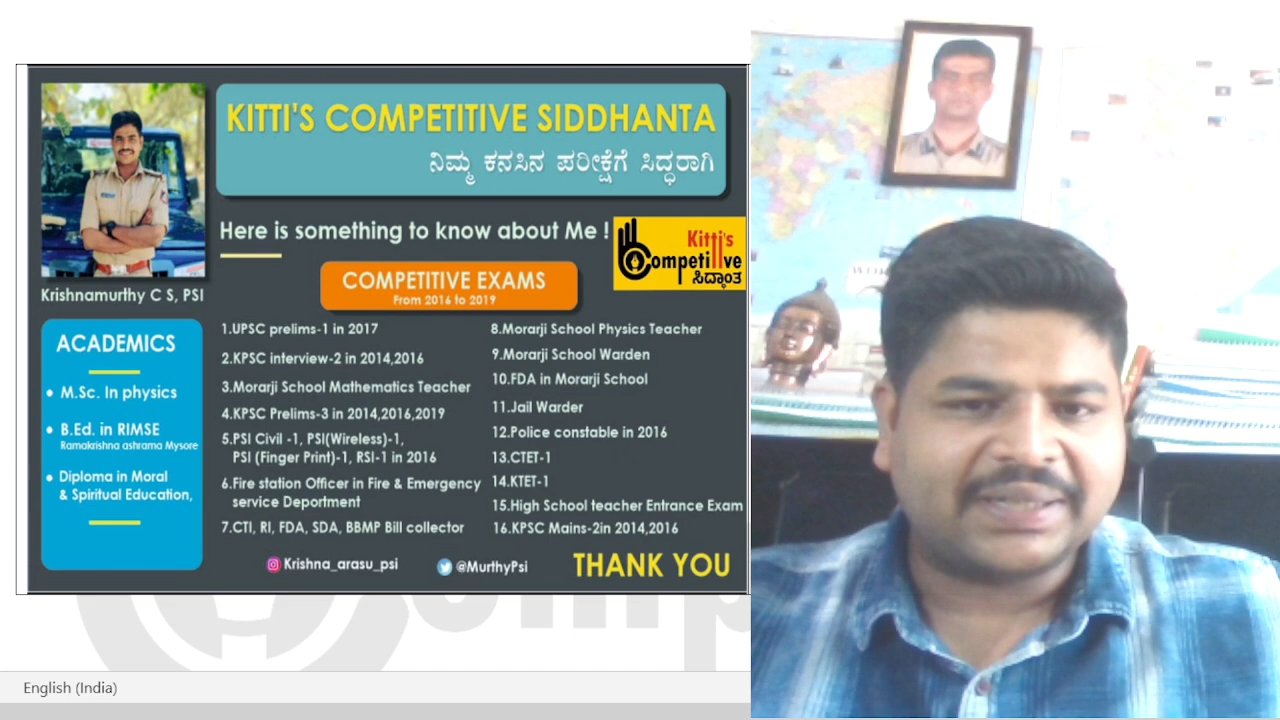 KITTI'S COMPETITIVE SIDDHANTA
ನಿಮ್ಮ ಕನಸಿನ ಪರೀಕ್ಷೆಗೆ ಸಿದ್ಧರಾಗಿ
Here is something to know about Me !
Kitti's
Competitive
ಸಿದ್ಧಾಂತ
COMPETITIVE EXAMS
From 2016 to 2019
Krishnamurthy C S, PSI
ACADEMICS
• M.Sc. In physics
• B.Ed. in RIMSE
Ramakrishna ashrama Mysore
• Diploma in Moral
& Spiritual Education,
1.UPSC prelims-1 in 2017
2.KPSC interview-2 in 2014,2016
3.Morarji School Mathematics Teacher
4.KPSC Prelims-3 in 2014,2016,2019
5.PSI Civil -1, PSI(Wireless)-1,
PSI (Finger Print)-1, RSI-1 in 2016
6.Fire station Officer in Fire & Emergency
service Deportment
7.CTI, RI, FDA, SDA, BBMP Bill collector
8.Morarji School Physics Teacher
9.Morarji School Warden
10.FDA in Morarji School
11.Jail Warder
12.Police constable in 2016
13.CTET-1
14.KTET-1
15.High School teacher Entrance Exam
16.KPSC Mains-2in 2014,2016
Krishna_arasu_psi
@MurthyPsi
THANK YOU
English (India)